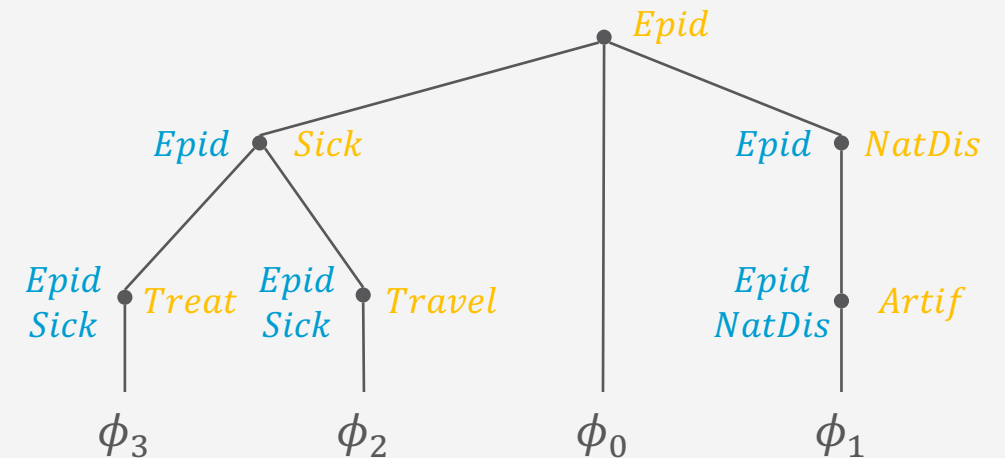 Epid
Epid Sick
Epid NatDis
Epid
Sick
Treat
Epid
Sick
Travel
Epid
NatDis
Artif
ϕ₃ ϕ₂ ϕ₀ ϕ₁